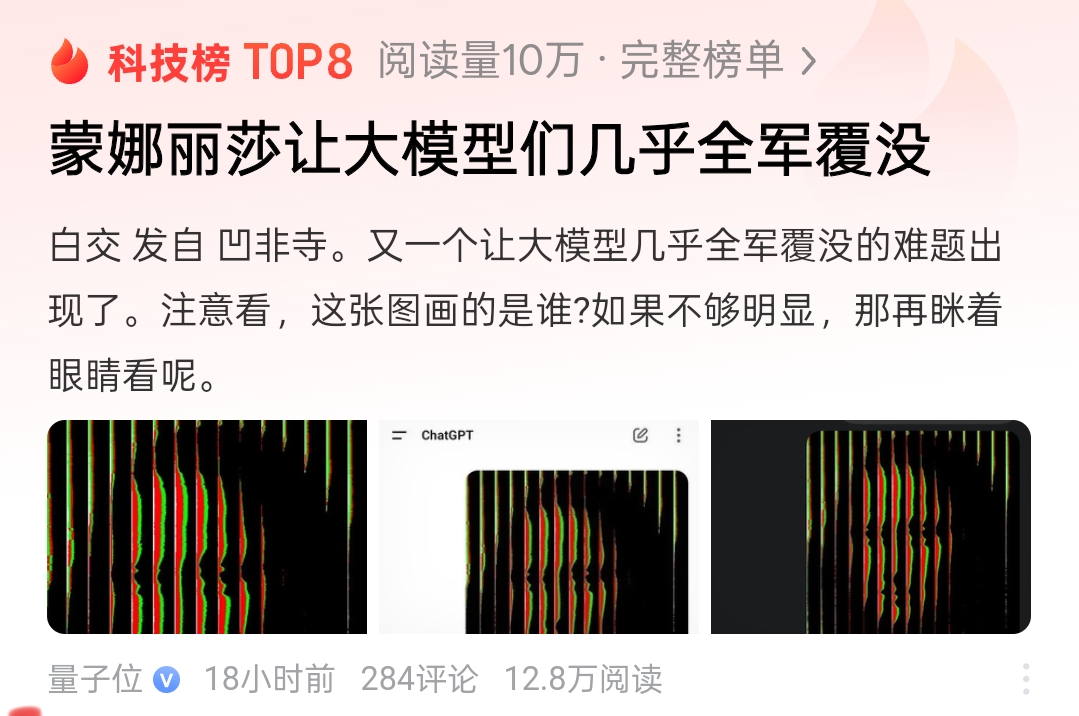 科技榜 TOP8 阅读量10万 · 完整榜单
蒙娜丽莎让大模型们几乎全军覆没
白交 发自 凹非寺。又一个让大模型几乎全军覆没的难题出
现了。注意看，这张图画的是谁?如果不够明显，那再眯着
眼睛看呢。
ChatGPT
量子位 V 18小时前 284评论 12.8万阅读